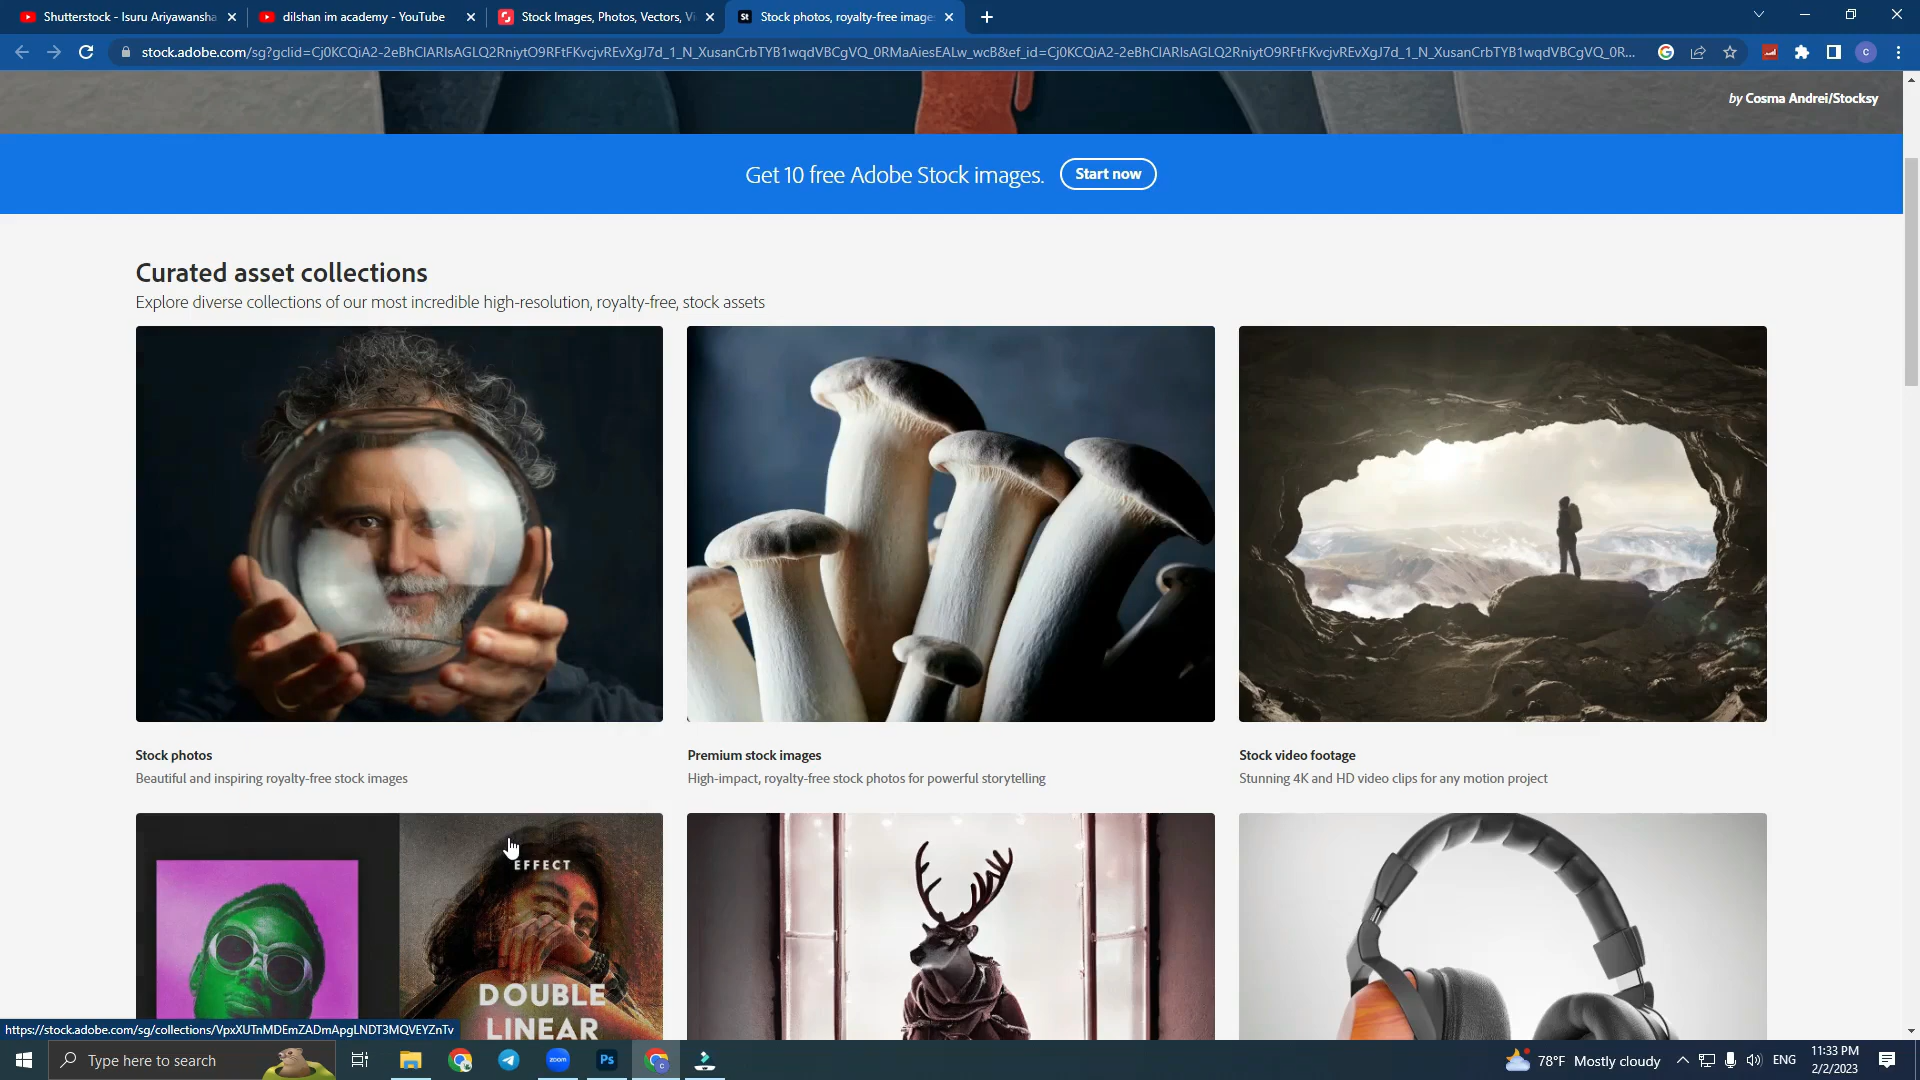 Shutterstock - Isuru Ariyawansha
dilshan im academy - YouTube
Stock Images, Photos, Vectors, Vi
St Stock photos, royalty-free image
stock.adobe.com/sg?gclid=Cj0KCQiA2-2eBhClARIsAGLQ2RniytO9RFtFKvcjvREvXgJ7d_1_N_XusanCrbTYB1wqdVBCgVQ_0RMaAiesEALw_wcB&ef_id=Cj0KCQiA2-2eBhClARIsAGLQ2RniytO9RFtFKvcjvREvXgJ7d_1_N_XusanCrbTYB1wqdVBCgVQ_0R...
by Cosma Andrei/Stocksy
Get 10 free Adobe Stock images. Start now
Curated asset collections
Explore diverse collections of our most incredible high-resolution, royalty-free, stock assets
Stock photos
Beautiful and inspiring royalty-free stock images
Premium stock images
High-impact, royalty-free stock photos for powerful storytelling
Stock video footage
Stunning 4K and HD video clips for any motion project
EFFECT
DOUBLE
LINEAR
https://stock.adobe.com/sg/collections/VpxXUTnMDEmZADmApgLNDT3MQVEYZnTv
Type here to search
zoom
Ps
78°F Mostly cloudy
ENG
11:33 PM
2/2/2023